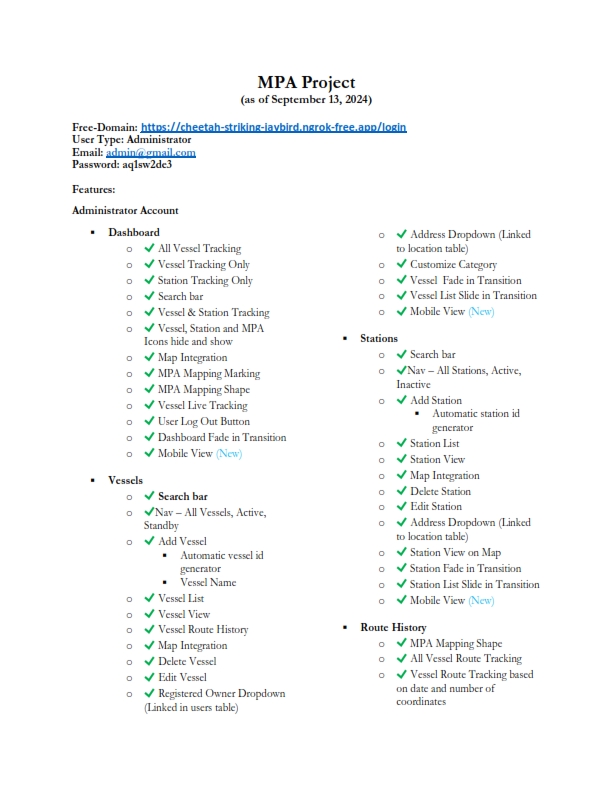 MPA Project
(as of September 13, 2024)
Free-Domain: https://cheetah-striking-jaybird.ngrok-free.app/login
User Type: Administrator
Email: admin@gmail.com
Password: aq1sw2de3
Features:
Administrator Account
▪ Dashboard
o ✔ All Vessel Tracking
o ✔ Vessel Tracking Only
o ✔ Station Tracking Only
o ✔ Search bar
o ✔ Vessel & Station Tracking
o ✔ Vessel, Station and MPA
Icons hide and show
o ✔ Map Integration
o ✔ MPA Mapping Marking
o ✔ MPA Mapping Shape
o ✔ Vessel Live Tracking
o ✔ User Log Out Button
o ✔ Dashboard Fade in Transition
o ✔ Mobile View (New)
▪ Vessels
o ✔ Search bar
o ✔Nav – All Vessels, Active,
Standby
o ✔ Add Vessel
▪ Automatic vessel id
generator
▪ Vessel Name
o ✔ Vessel List
o ✔ Vessel View
o ✔ Vessel Route History
o ✔ Map Integration
o ✔ Delete Vessel
o ✔ Edit Vessel
o ✔ Registered Owner Dropdown
(Linked in users table)
o ✔ Address Dropdown (Linked
to location table)
o ✔ Customize Category
o ✔ Vessel Fade in Transition
o ✔ Vessel List Slide in Transition
o ✔ Mobile View (New)
▪ Stations
o ✔ Search bar
o ✔Nav – All Stations, Active,
Inactive
o ✔ Add Station
▪ Automatic station id
generator
o ✔ Station List
o ✔ Station View
o ✔ Map Integration
o ✔ Delete Station
o ✔ Edit Station
o ✔ Address Dropdown (Linked
to location table)
o ✔ Station View on Map
o ✔ Station Fade in Transition
o ✔ Station List Slide in Transition
o ✔ Mobile View (New)
▪ Route History
o ✔ MPA Mapping Shape
o ✔ All Vessel Route Tracking
o ✔ Vessel Route Tracking based
on date and number of
coordinates